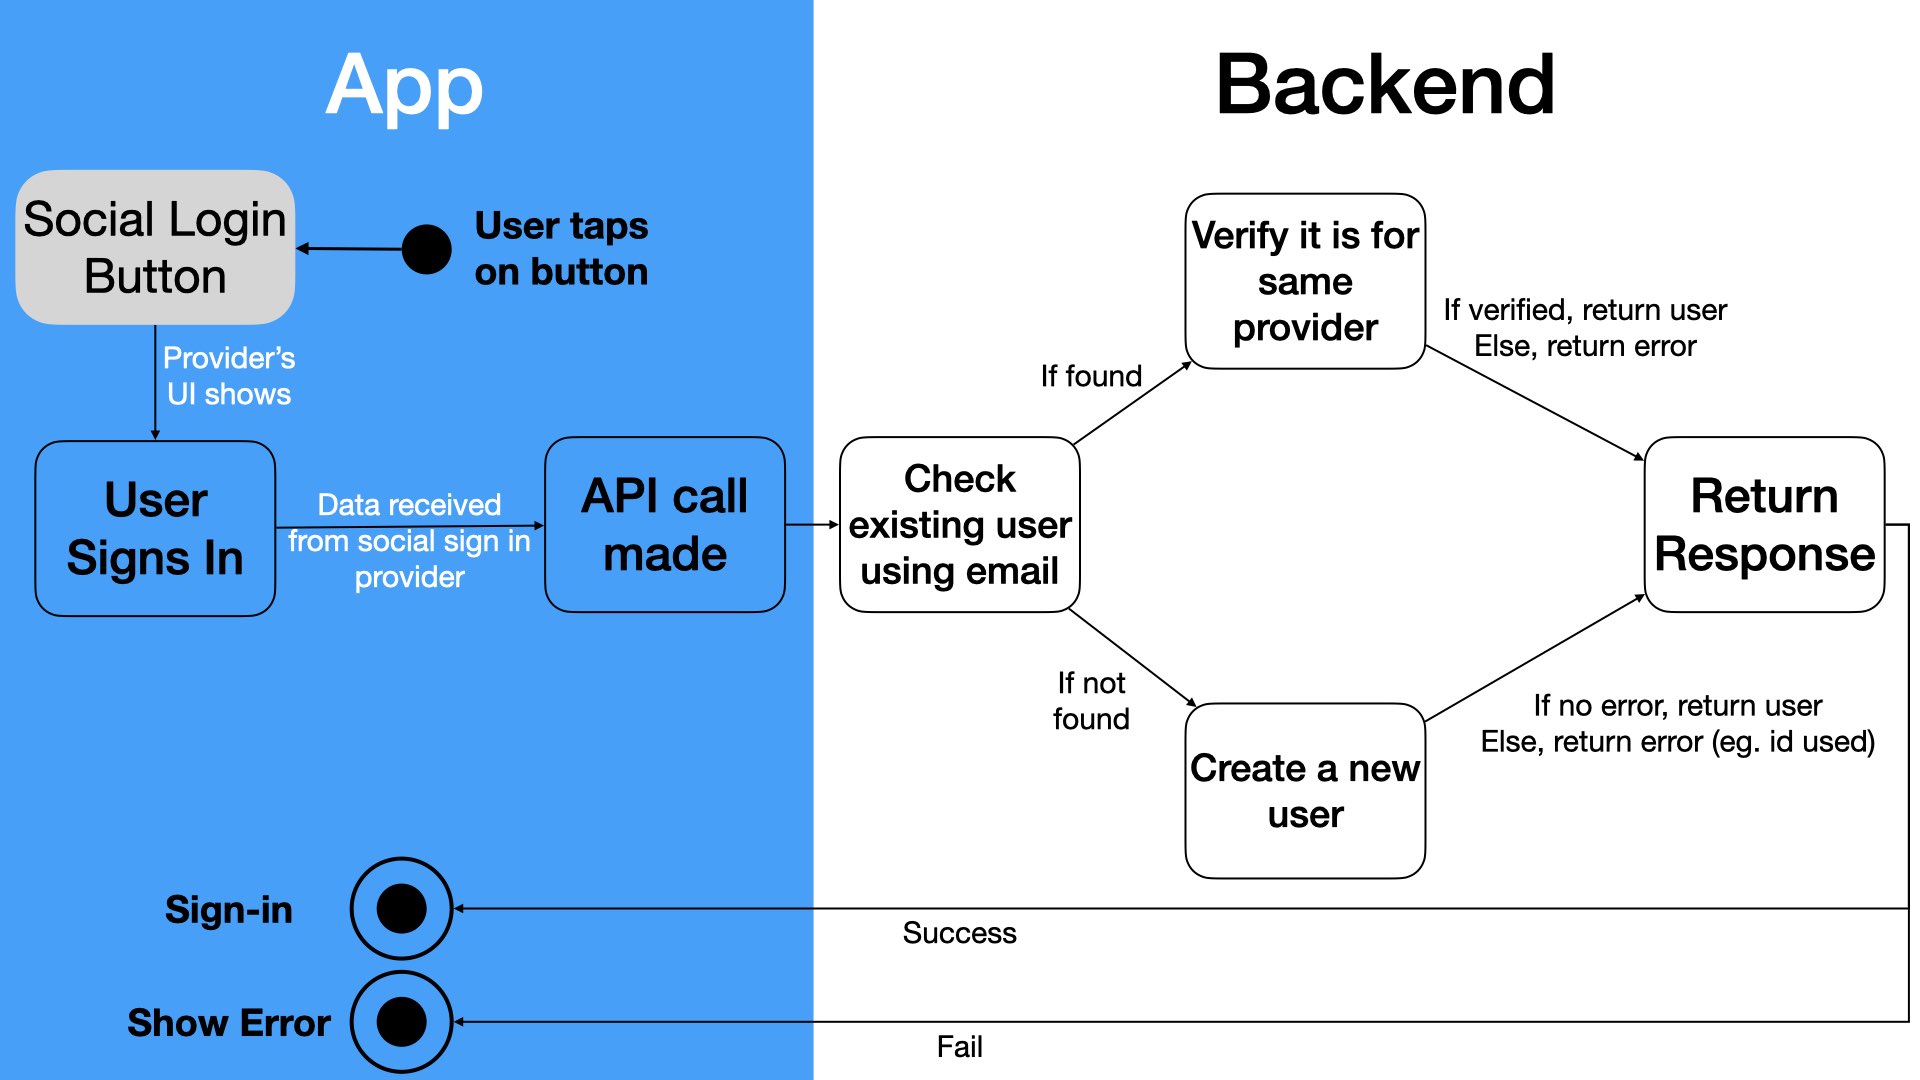 App
Backend
Social Login
Button
User taps
on button
Provider’s
UI shows
User
Signs In
Data received
from social sign in
provider
API call
made
Check
existing user
using email
If found
Verify it is for
same
provider
If verified, return user
Else, return error
If not
found
Create a new
user
If no error, return user
Else, return error (eg. id used)
Return
Response
Sign-in
Success
Show Error
Fail